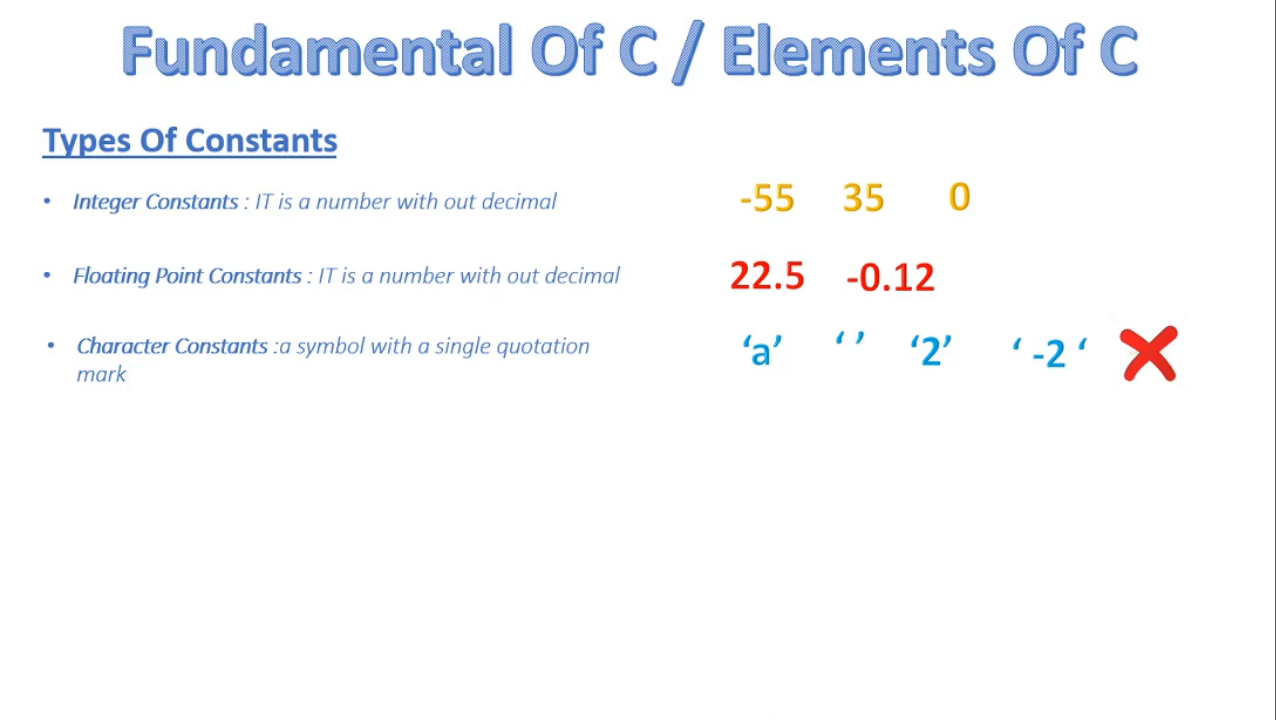 Fundamental Of C / Elements Of C
Types Of Constants
• Integer Constants : IT is a number with out decimal -55 35 0
• Floating Point Constants : IT is a number with out decimal 22.5 -0.12
• Character Constants :a symbol with a single quotation ‘a’ ‘ ’ ‘2’ ‘ -2 ‘
mark